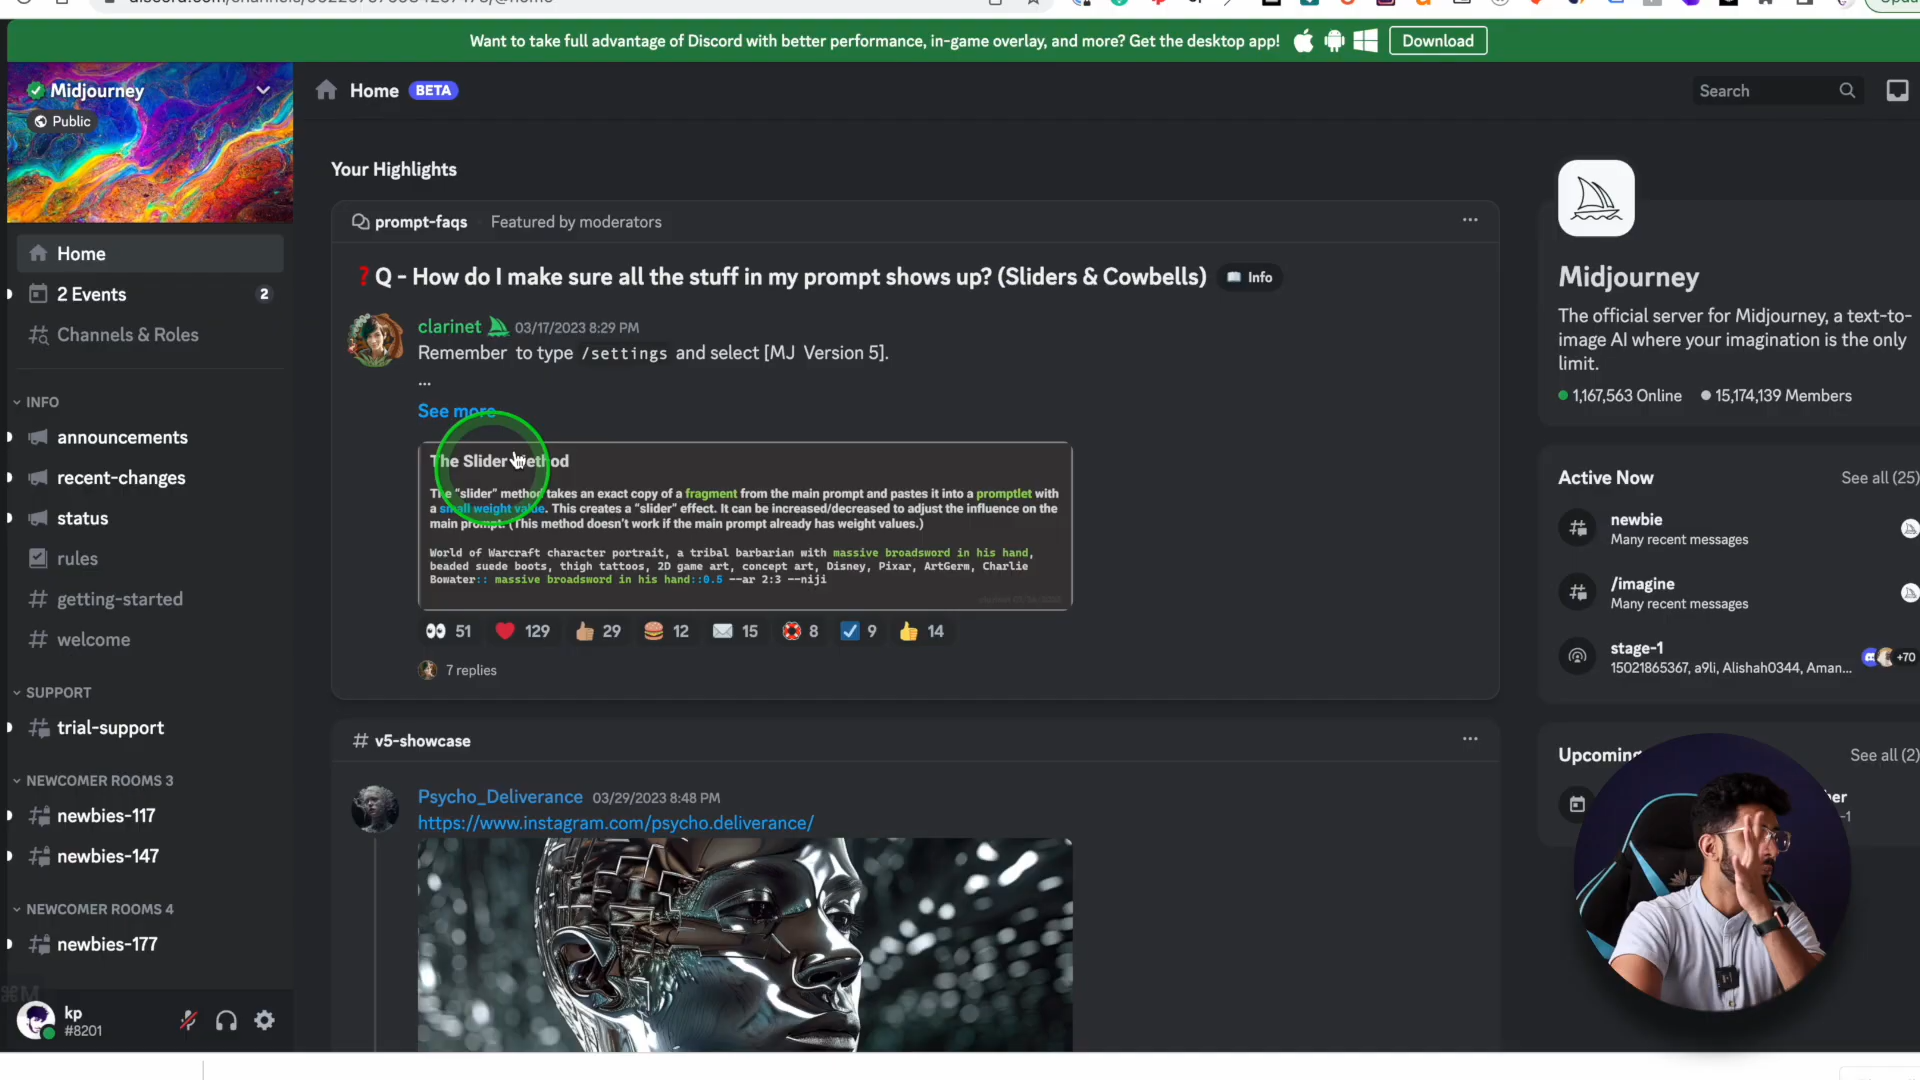 Want to take full advantage of Discord with better performance, in-game overlay, and more? Get the desktop app!
Download
Midjourney
Public
Home BETA
Search
Home
2 Events 2
Channels & Roles
INFO
announcements
recent-changes
status
rules
getting-started
welcome
SUPPORT
trial-support
NEWCOMER ROOMS 3
newbies-117
newbies-147
NEWCOMER ROOMS 4
newbies-177
kp
#8201
Your Highlights
prompt-faqs Featured by moderators
❓Q - How do I make sure all the stuff in my prompt shows up? (Sliders & Cowbells) Info
clarinet 03/17/2023 8:29 PM
Remember to type /settings and select [MJ Version 5].
...
See more
The Slider Method
The "slider" method takes an exact copy of a fragment from the main prompt and pastes it into a promptlet with
a small weight value. This creates a "slider" effect. It can be increased/decreased to adjust the influence on the
main prompt. (This method doesn't work if the main prompt already has weight values.)
World of Warcraft character portrait, a tribal barbarian with massive broadsword in his hand,
beaded suede boots, thigh tattoos, 2D game art, concept art, Disney, Pixar, ArtGerm, Charlie
Bowater:: massive broadsword in his hand::0.5 --ar 2:3 --niji
51 129 29 12 15 8 9 14
7 replies
# v5-showcase
Psycho_Deliverance 03/29/2023 8:48 PM
https://www.instagram.com/psycho.deliverance/
Midjourney
The official server for Midjourney, a text-to-
image AI where your imagination is the only
limit.
1,167,563 Online 15,174,139 Members
Active Now See all (25)
newbie
Many recent messages
/imagine
Many recent messages
stage-1
15021865367, a9li, Alishah0344, Aman... +70
Upcoming See all (2)
-1